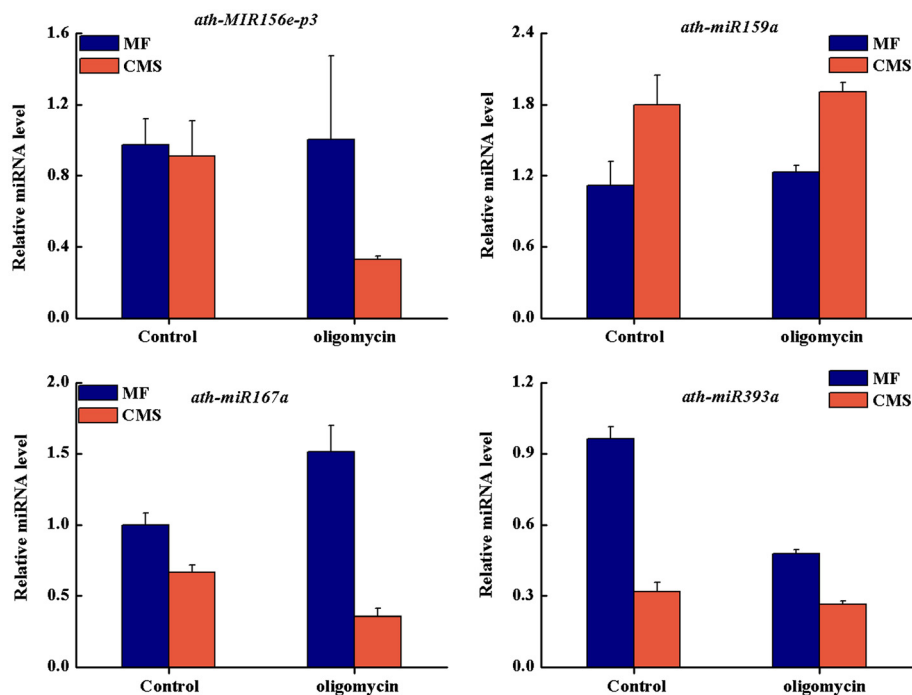 ath-MIR156e-p3
MF
CMS
Relative miRNA level
1.6
1.2
0.8
0.4
0.0
Control
oligomycin
ath-miR159a
MF
CMS
Relative miRNA level
2.4
1.8
1.2
0.6
0.0
Control
oligomycin
ath-miR167a
MF
CMS
Relative miRNA level
2.0
1.5
1.0
0.5
0.0
Control
oligomycin
ath-miR393a
MF
CMS
Relative miRNA level
1.2
0.9
0.6
0.3
0.0
Control
oligomycin